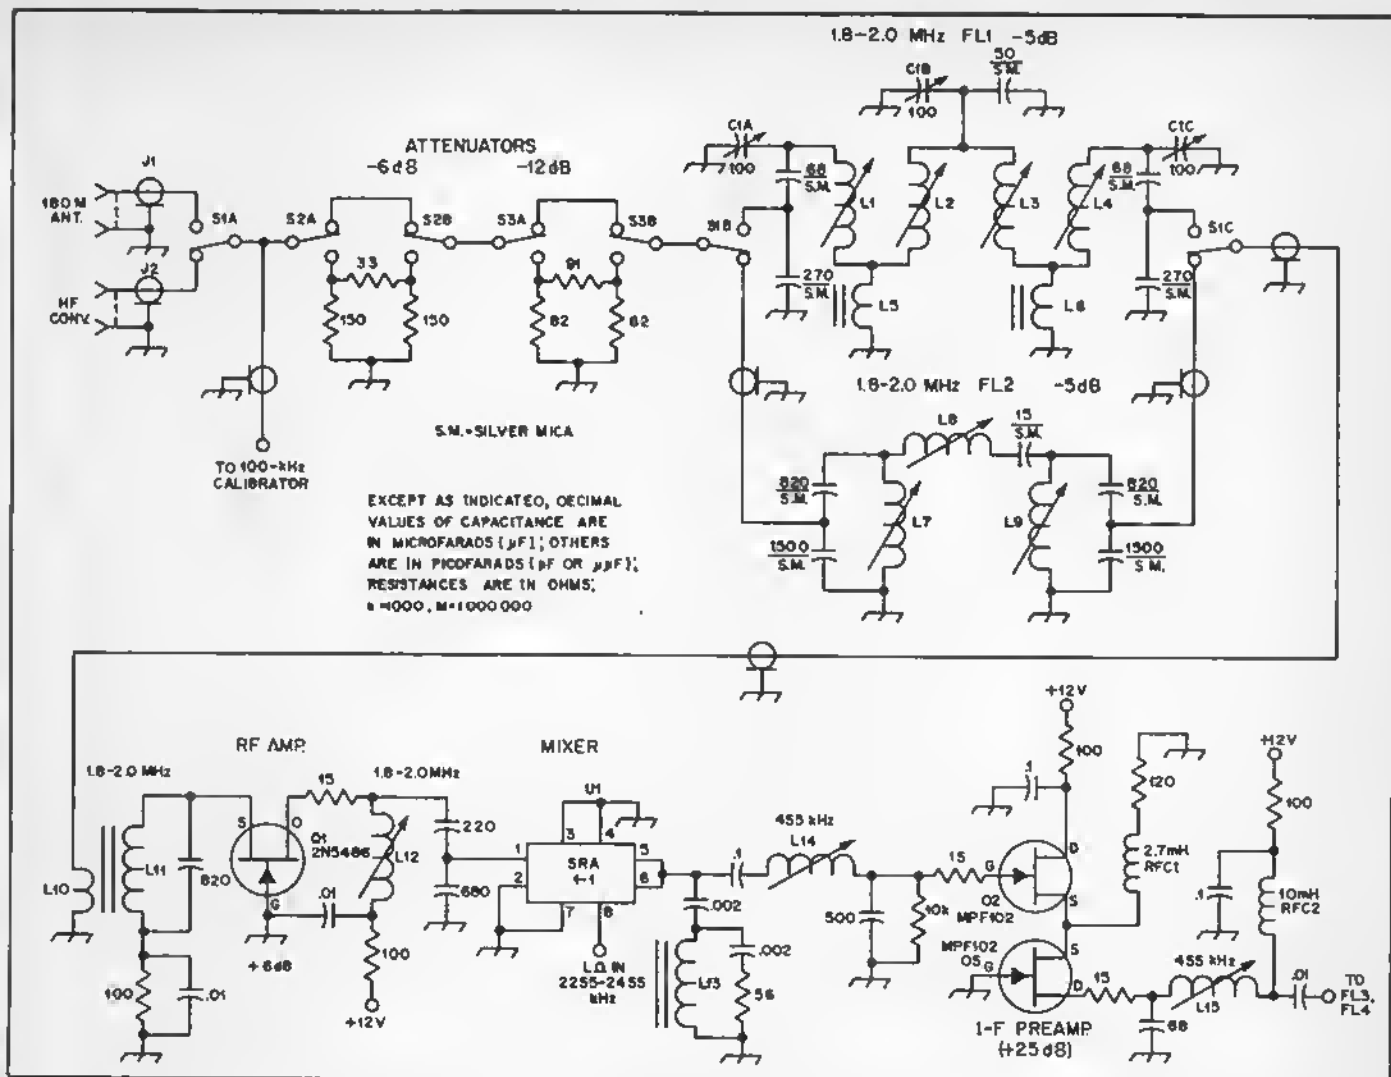 1.8-2.0 MHz FL1 -5dB
C1B
100
50
S.M.
ATTENUATORS
-6dB
-12dB
J1
180M
ANT.
S1A
S2A
S2B
S3A
S3B
S1B
33
150
150
91
82
82
J2
HF
CONV.
C1A
100
68
S.M.
L1
L2
L3
L4
68
S.M.
C1C
100
S1C
270
S.M.
L5
L6
270
S.M.
1.8-2.0 MHz FL2 -5dB
TO 100-kHz
CALIBRATOR
S.M.=SILVER MICA
EXCEPT AS INDICATED, DECIMAL
VALUES OF CAPACITANCE ARE
IN MICROFARADS (µF); OTHERS
ARE IN PICOFARADS (pF OR µµF);
RESISTANCES ARE IN OHMS;
k=1000, M=1000000
L8
15
S.M.
820
S.M.
L7
L9
820
S.M.
1500
S.M.
1500
S.M.
RF AMP.
MIXER
1.8-2.0 MHz
15
1.8-2.0MHz
S
D
Q1
2N5486
G
L10
L11
820
.01
L12
+6dB
100
.01
100
+12V
220
680
U1
3
4
1
2
SRA
1-1
5
6
7
8
L.O. IN
2255-2455
kHz
.1
455 kHz
L14
.002
L13
.002
56
500
10k
15
G
Q2
MPF102
D
S
+12V
100
.1
120
2.7mH
RFC1
MPF102
Q5
G
S
D
15
455 kHz
L15
68
I-F PREAMP.
(+25dB)
+12V
100
.1
10mH
RFC2
.01
TO
FL3,
FL4